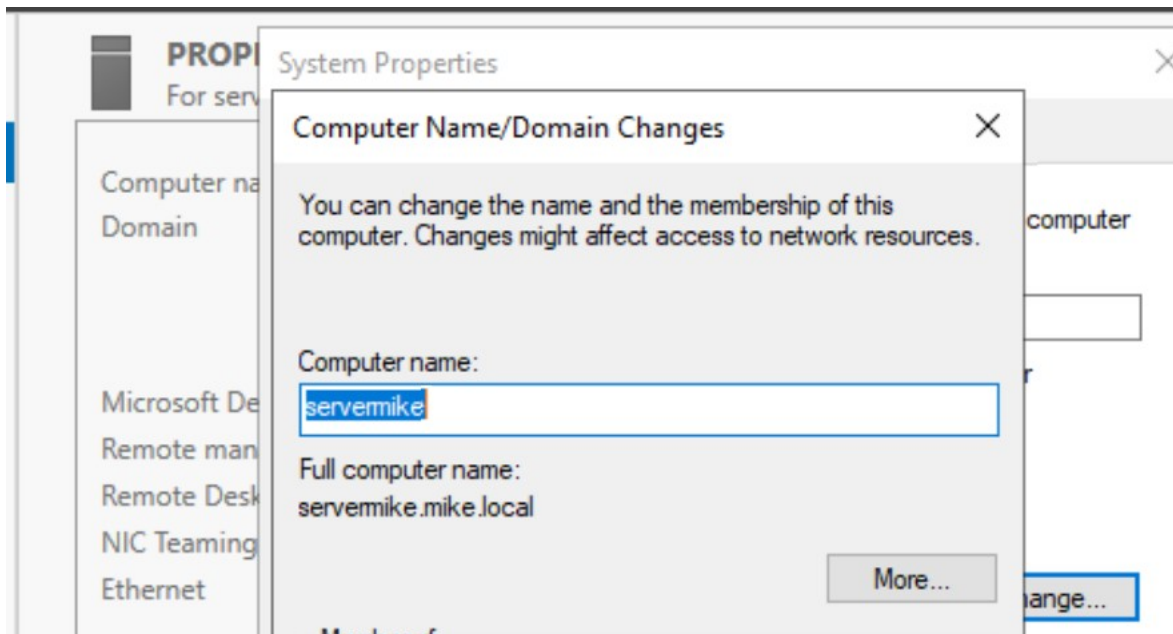 PROP
For serv
System Properties
Computer Name/Domain Changes
Computer na
Domain
You can change the name and the membership of this
computer. Changes might affect access to network resources.
computer
Computer name:
servermike
Microsoft De
Remote man
Full computer name:
Remote Desk
servermike.mike.local
NIC Teaming
Ethernet
More...
ange...